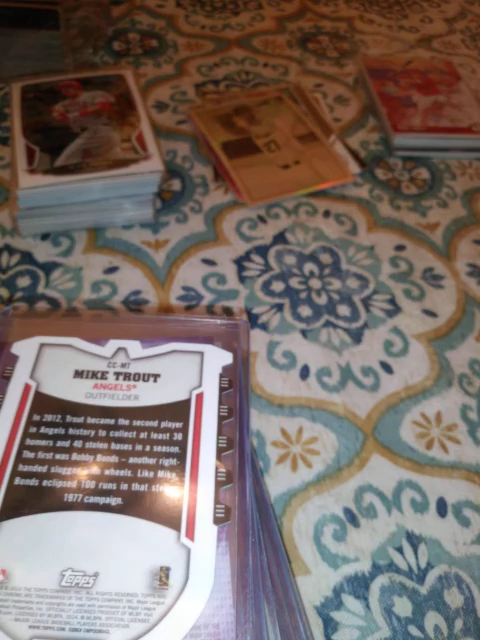 CC-MT
MIKE TROUT
ANGELS®
OUTFIELDER
In 2012, Trout became the second player
in Angels history to collect at least 30
homers and 40 stolen bases in a season.
The first was Bobby Bonds – another right-
handed slugger wheels. Like Mike,
Bonds eclipsed 100 runs in that
1977 campaign.
Topps